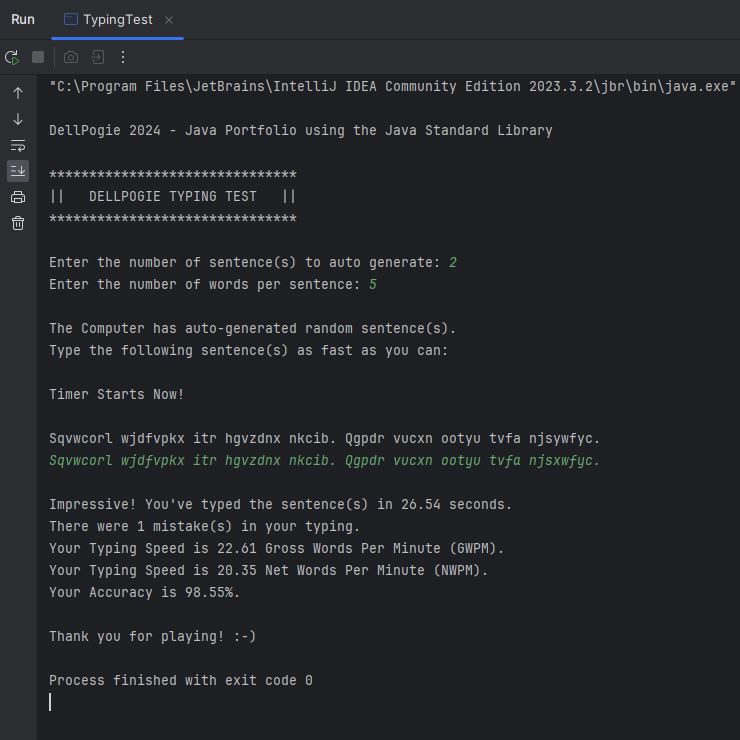 Run TypingTest
"C:\Program Files\JetBrains\IntelliJ IDEA Community Edition 2023.3.2\jbr\bin\java.exe"
DellPogie 2024 - Java Portfolio using the Java Standard Library
*******************************
||   DELLPOGIE TYPING TEST   ||
*******************************
Enter the number of sentence(s) to auto generate: 2
Enter the number of words per sentence: 5
The Computer has auto-generated random sentence(s).
Type the following sentence(s) as fast as you can:
Timer Starts Now!
Sqvwcorl wjdfvpkx itr hgvzdnx nkcib. Qgpdr vucxn ootyu tvfa njsywfyc.
Sqvwcorl wjdfvpkx itr hgvzdnx nkcib. Qgpdr vucxn ootyu tvfa njsxwfyc.
Impressive! You've typed the sentence(s) in 26.54 seconds.
There were 1 mistake(s) in your typing.
Your Typing Speed is 22.61 Gross Words Per Minute (GWPM).
Your Typing Speed is 20.35 Net Words Per Minute (NWPM).
Your Accuracy is 98.55%.
Thank you for playing! :-)
Process finished with exit code 0